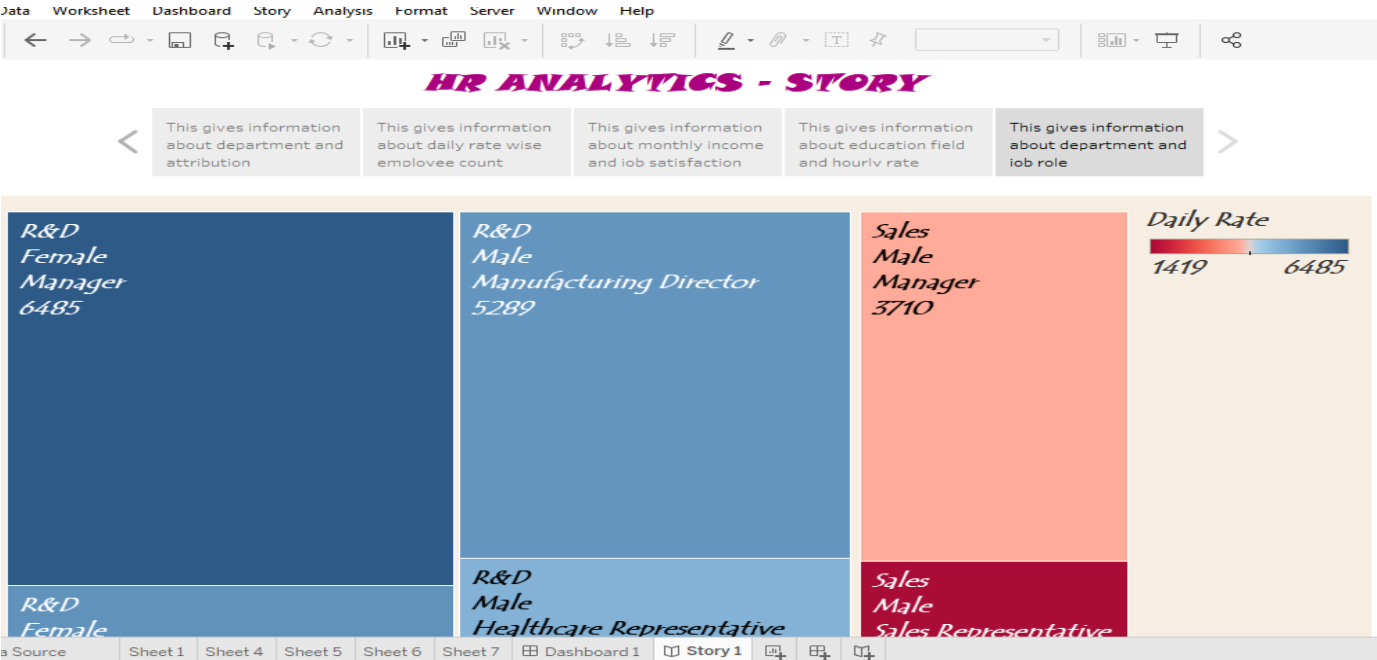 Data Worksheet Dashboard Story Analysis Format Server Window Help
HR ANALYTICS - STORY
This gives information
about department and
attribution
This gives information
about daily rate wise
employee count
This gives information
about monthly income
and job satisfaction
This gives information
about education field
and hourly rate
This gives information
about department and
job role
R&D
Female
Manager
6485
R&D
Female
R&D
Male
Manufacturing Director
5289
R&D
Male
Healthcare Representative
Sales
Male
Manager
3710
Sales
Male
Sales Representative
Daily Rate
1419 6485
a Source Sheet 1 Sheet 4 Sheet 5 Sheet 6 Sheet 7 Dashboard 1 Story 1